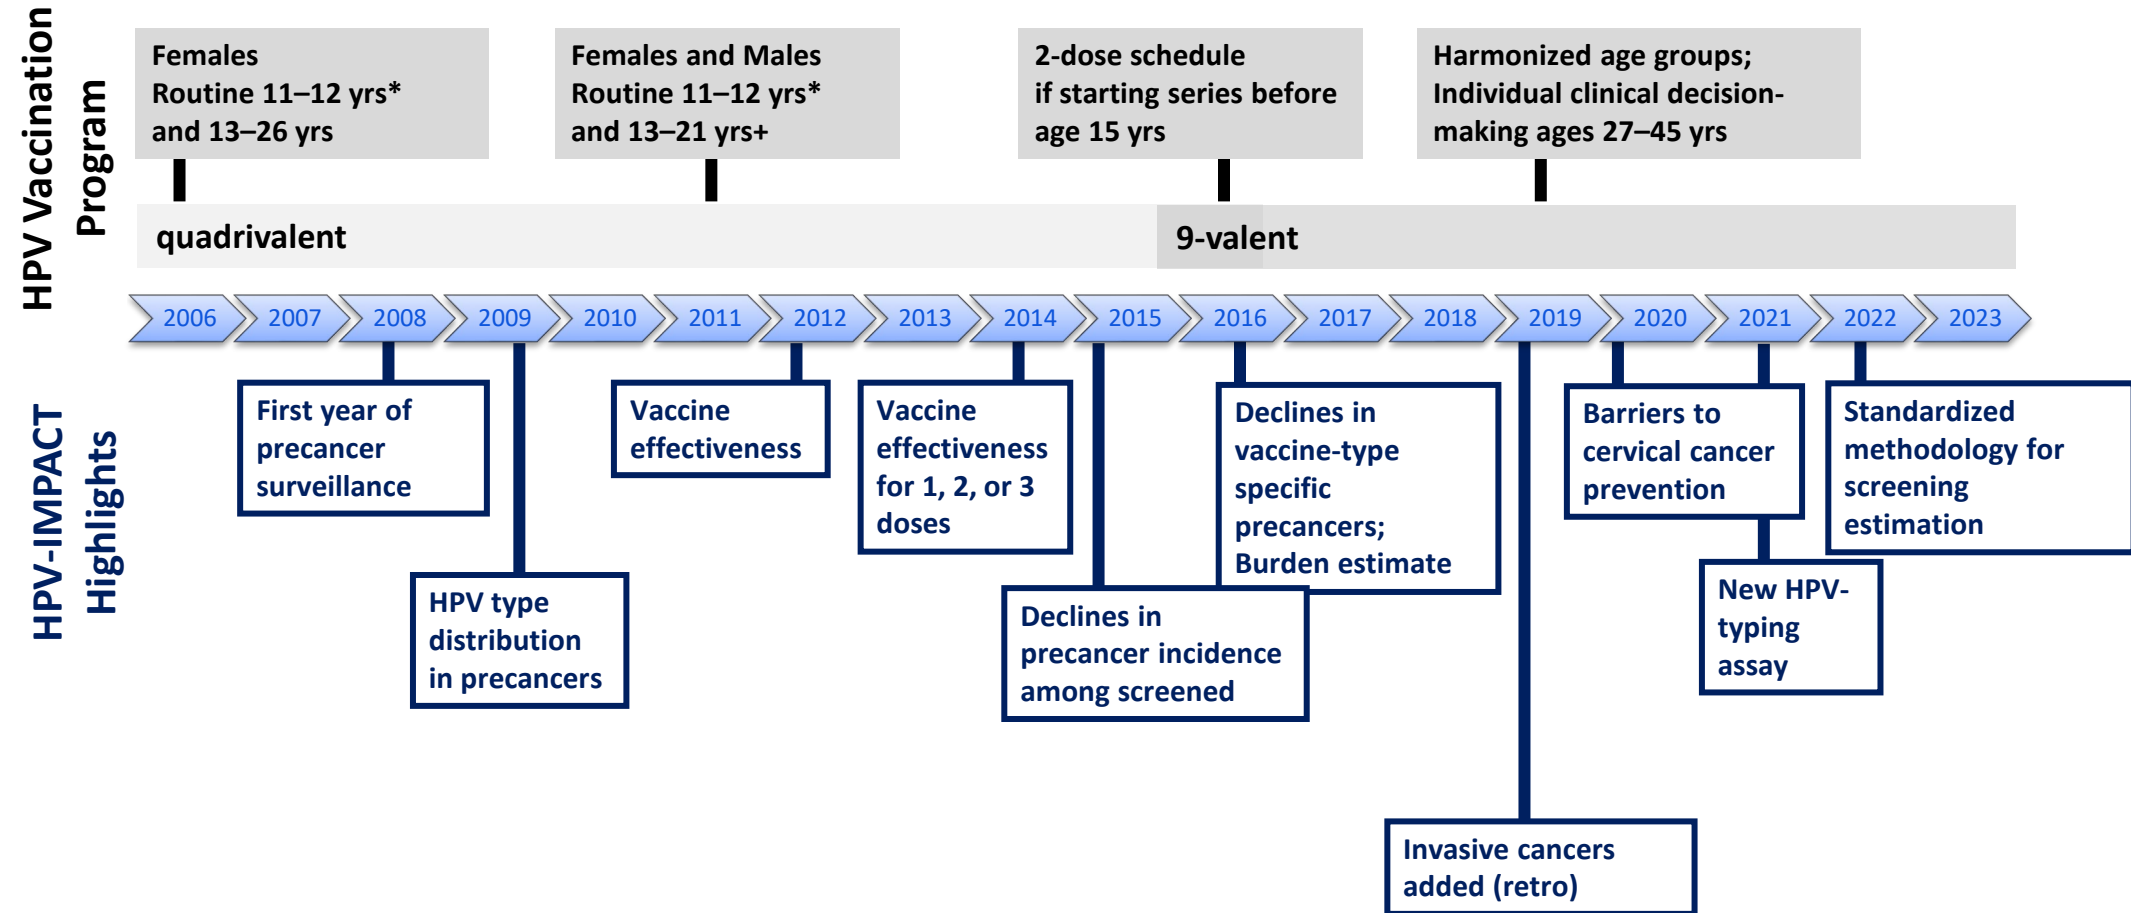 HPV Vaccination
Program
Females
Routine 11–12 yrs*
and 13–26 yrs
Females and Males
Routine 11–12 yrs*
and 13–21 yrs+
2-dose schedule
if starting series before
age 15 yrs
Harmonized age groups;
Individual clinical decision-
making ages 27–45 yrs
quadrivalent
9-valent
2006 2007 2008 2009 2010 2011 2012 2013 2014 2015 2016 2017 2018 2019 2020 2021 2022 2023
HPV-IMPACT
Highlights
First year of
precancer
surveillance
HPV type
distribution
in precancers
Vaccine
effectiveness
Vaccine
effectiveness
for 1, 2, or 3
doses
Declines in
precancer incidence
among screened
Declines in
vaccine-type
specific
precancers;
Burden estimate
Invasive cancers
added (retro)
Barriers to
cervical cancer
prevention
New HPV-
typing
assay
Standardized
methodology for
screening
estimation